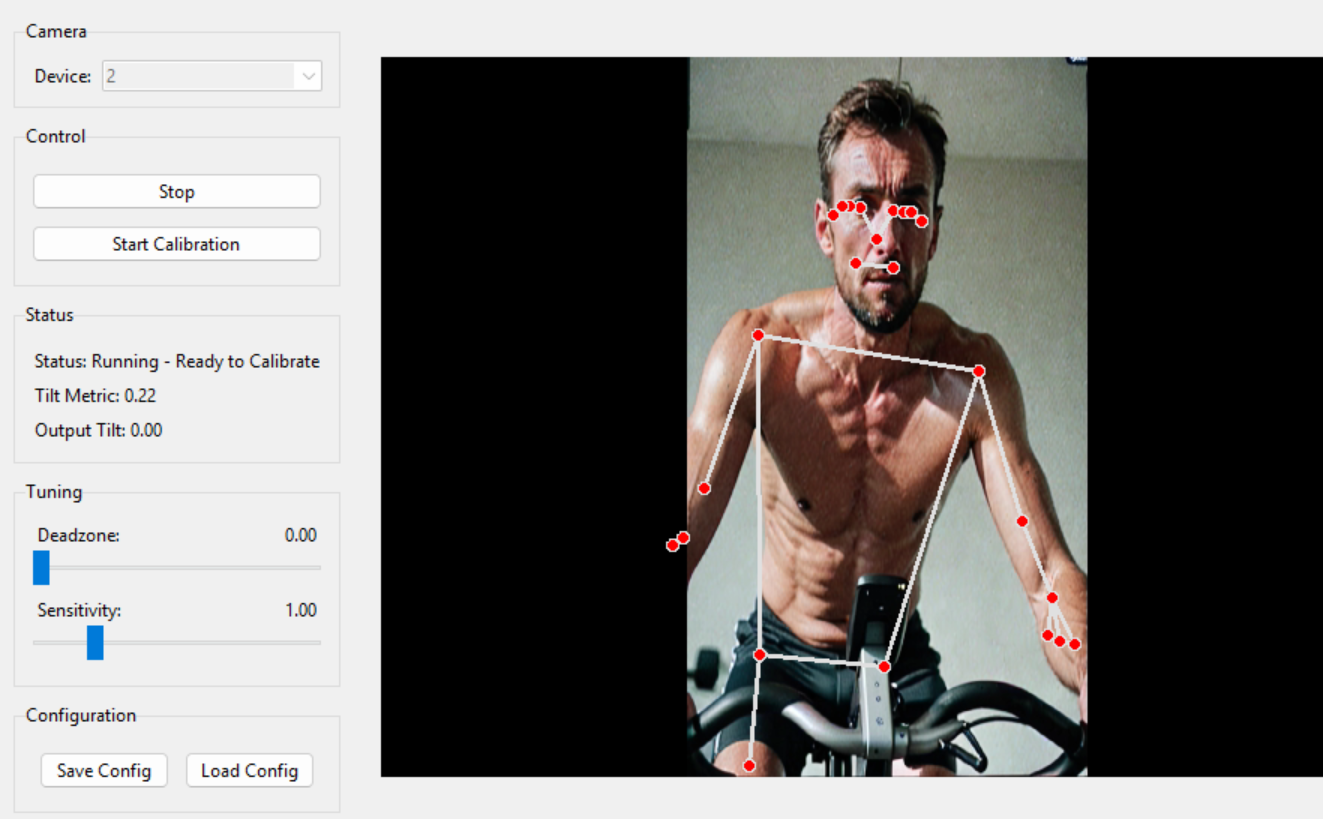 Camera
Device: 2
Control
Stop
Start Calibration
Status
Status: Running - Ready to Calibrate
Tilt Metric: 0.22
Output Tilt: 0.00
Tuning
Deadzone: 0.00
Sensitivity: 1.00
Configuration
Save Config Load Config